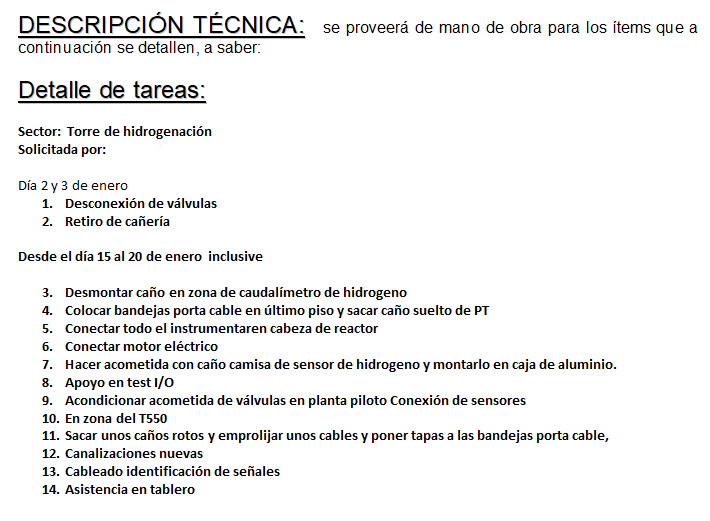 DESCRIPCIÓN TÉCNICA: se proveerá de mano de obra para los ítems que a
continuación se detallen, a saber:
Detalle de tareas:
Sector: Torre de hidrogenación
Solicitada por:
Día 2 y 3 de enero
1. Desconexión de válvulas
2. Retiro de cañería
Desde el día 15 al 20 de enero inclusive
3. Desmontar caño en zona de caudalímetro de hidrogeno
4. Colocar bandejas porta cable en último piso y sacar caño suelto de PT
5. Conectar todo el instrumentaren cabeza de reactor
6. Conectar motor eléctrico
7. Hacer acometida con caño camisa de sensor de hidrogeno y montarlo en caja de aluminio.
8. Apoyo en test I/O
9. Acondicionar acometida de válvulas en planta piloto Conexión de sensores
10. En zona del T550
11. Sacar unos caños rotos y emprolijar unos cables y poner tapas a las bandejas porta cable,
12. Canalizaciones nuevas
13. Cableado identificación de señales
14. Asistencia en tablero